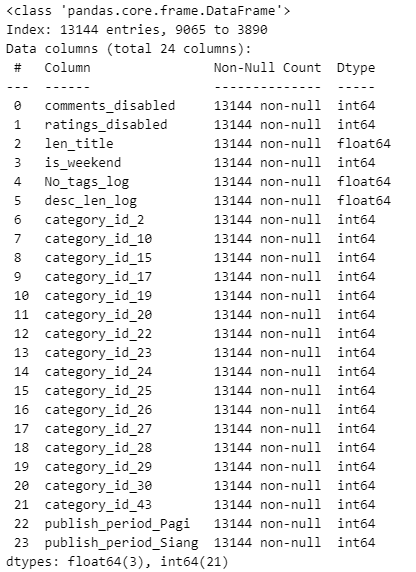 <class 'pandas.core.frame.DataFrame'>
Index: 13144 entries, 9065 to 3890
Data columns (total 24 columns):
 #   Column                Non-Null Count  Dtype
---  ------                --------------  -----
 0   comments_disabled     13144 non-null  int64
 1   ratings_disabled      13144 non-null  int64
 2   len_title             13144 non-null  float64
 3   is_weekend            13144 non-null  int64
 4   No_tags_log           13144 non-null  float64
 5   desc_len_log          13144 non-null  float64
 6   category_id_2         13144 non-null  int64
 7   category_id_10        13144 non-null  int64
 8   category_id_15        13144 non-null  int64
 9   category_id_17        13144 non-null  int64
 10  category_id_19        13144 non-null  int64
 11  category_id_20        13144 non-null  int64
 12  category_id_22        13144 non-null  int64
 13  category_id_23        13144 non-null  int64
 14  category_id_24        13144 non-null  int64
 15  category_id_25        13144 non-null  int64
 16  category_id_26        13144 non-null  int64
 17  category_id_27        13144 non-null  int64
 18  category_id_28        13144 non-null  int64
 19  category_id_29        13144 non-null  int64
 20  category_id_30        13144 non-null  int64
 21  category_id_43        13144 non-null  int64
 22  publish_period_Pagi   13144 non-null  int64
 23  publish_period_Siang  13144 non-null  int64
dtypes: float64(3), int64(21)